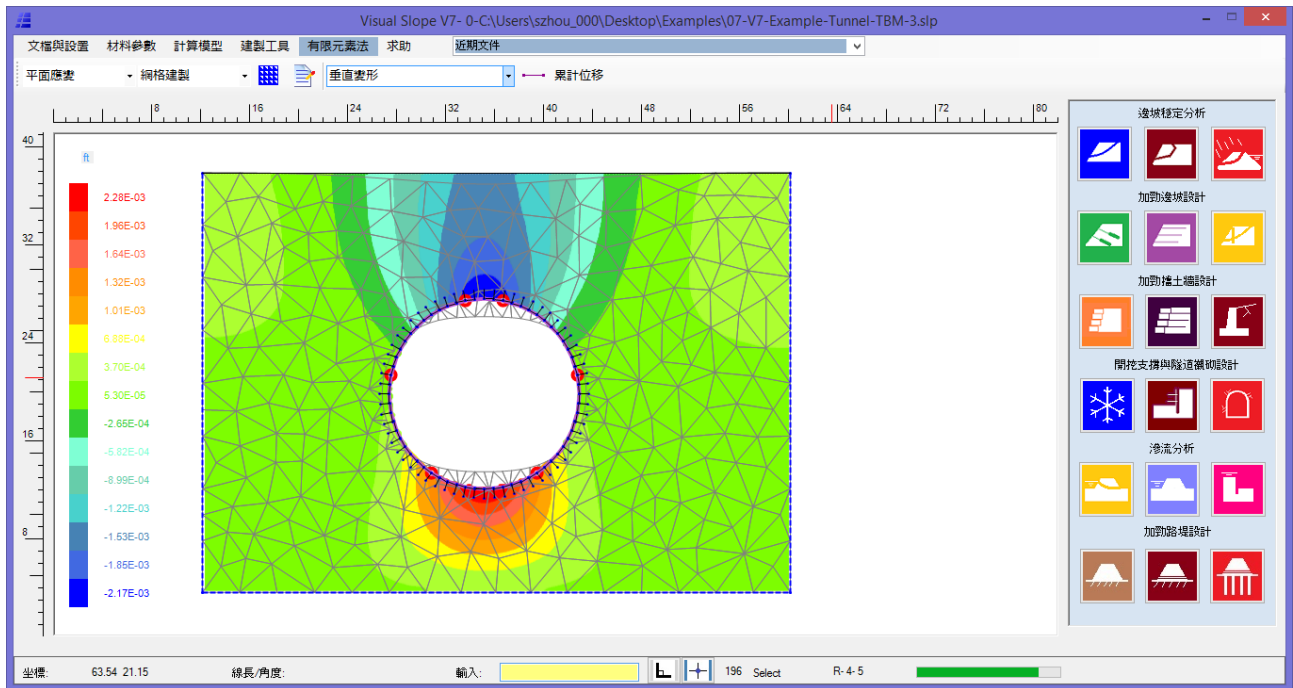 Visual Slope V7- 0-C:\Users\szhou_000\Desktop\Examples\07-V7-Example-Tunnel-TBM-3.slp
文檔與設置 材料參數 計算模型 建製工具 有限元素法 求助 近期文件
平面應變 網格建製 垂直變形 累計位移
8 16 24 32 40 48 56 64 72 80
40
32
24
16
8
ft
2.28E-03
1.96E-03
1.64E-03
1.32E-03
1.01E-03
6.88E-04
3.70E-04
5.30E-05
-2.65E-04
-5.82E-04
-8.99E-04
-1.22E-03
-1.53E-03
-1.85E-03
-2.17E-03
邊坡穩定分析
加勁邊坡設計
加勁擋土牆設計
開挖支撐與隧道襯砌設計
滲流分析
加勁路堤設計
坐標: 63.54 21.15 線長/角度: 輸入: 196 Select R- 4- 5